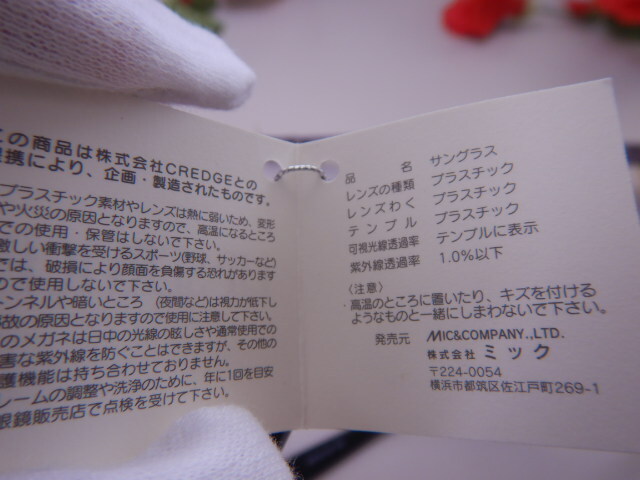 この商品は株式会社CREDGEとの
提携により、企画・製造されたものです。
プラスチック素材やレンズは熱に弱いため、変形
や火災の原因となりますので、高温になるところ
での使用・保管はしないで下さい。
激しい衝撃を受けるスポーツ(野球、サッカーなど)
では、破損により顔面を負傷する恐れがあります
ので使用しないで下さい。
トンネルや暗いところ(夜間など)は視力が低下し
事故の原因となりますので使用に注意して下さい。
のメガネは日中の光線の眩しさや通常使用での
害な紫外線を防ぐことはできますが、その他の
護機能は持ち合わせておりません。
レームの調整や洗浄のために、年に1回を目安
眼鏡販売店で点検を受けて下さい。
品名 サングラス
レンズの種類 プラスチック
レンズわく プラスチック
テンプル プラスチック
可視光線透過率 テンプルに表示
紫外線透過率 1.0%以下
〈注意〉
・高温のところに置いたり、キズを付ける
ようなものと一緒にしまわないで下さい。
発売元 MIC&COMPANY.,LTD.
株式会社 ミック
〒224-0054
横浜市都筑区佐江戸町269-1